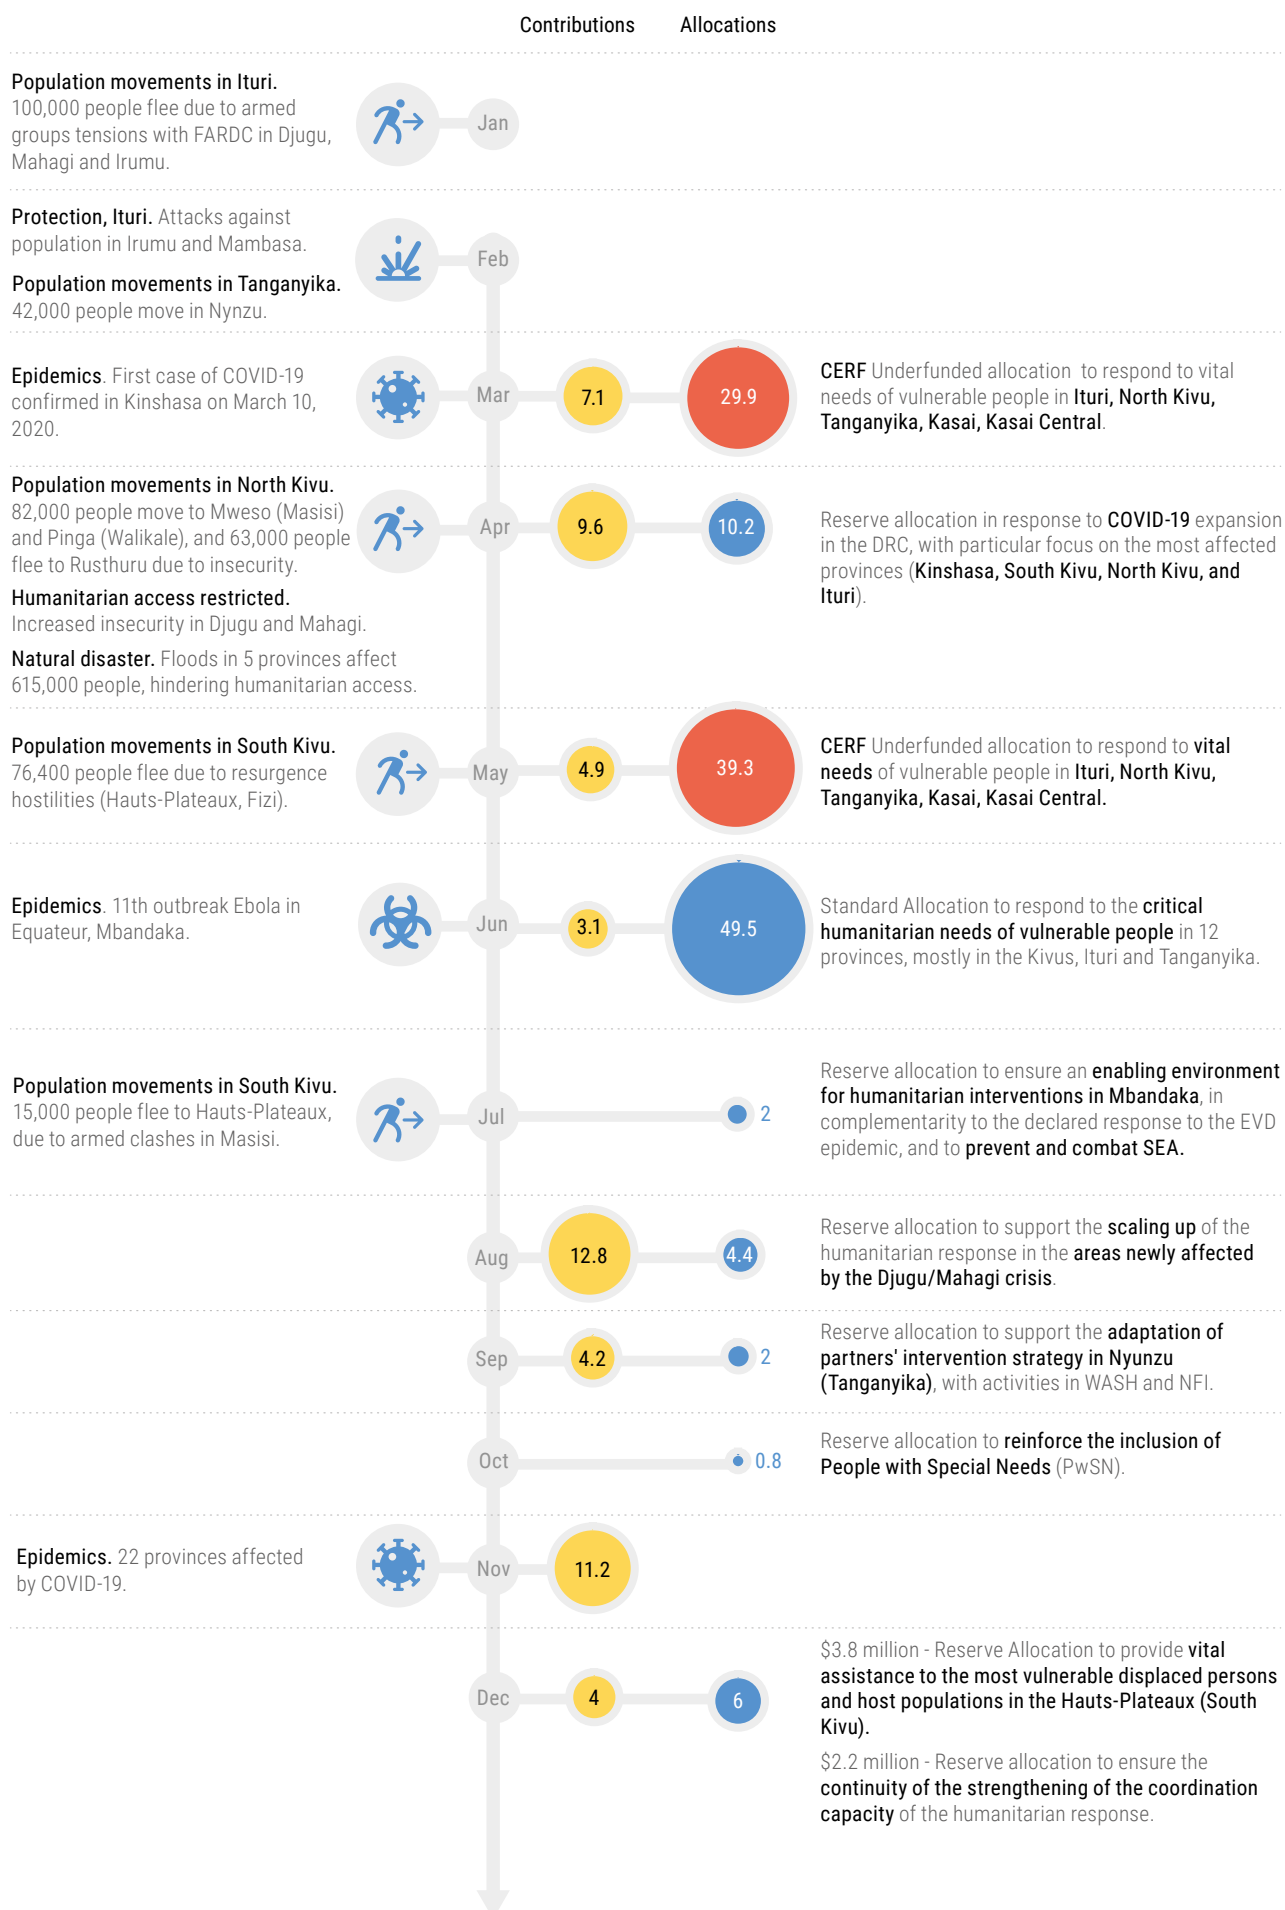 Contributions Allocations
Population movements in Ituri.
100,000 people flee due to armed
groups tensions with FARDC in Djugu,
Mahagi and Irumu.
Jan
Protection, Ituri. Attacks against
population in Irumu and Mambasa.
Population movements in Tanganyika.
42,000 people move in Nynzu.
Feb
Epidemics. First case of COVID-19
confirmed in Kinshasa on March 10,
2020.
Mar
7.1
29.9
CERF Underfunded allocation to respond to vital
needs of vulnerable people in Ituri, North Kivu,
Tanganyika, Kasai, Kasai Central.
Population movements in North Kivu.
82,000 people move to Mweso (Masisi)
and Pinga (Walikale), and 63,000 people
flee to Rusthuru due to insecurity.
Humanitarian access restricted.
Increased insecurity in Djugu and Mahagi.
Natural disaster. Floods in 5 provinces affect
615,000 people, hindering humanitarian access.
Apr
9.6
10.2
Reserve allocation in response to COVID-19 expansion
in the DRC, with particular focus on the most affected
provinces (Kinshasa, South Kivu, North Kivu, and
Ituri).
Population movements in South Kivu.
76,400 people flee due to resurgence
hostilities (Hauts-Plateaux, Fizi).
May
4.9
39.3
CERF Underfunded allocation to respond to vital
needs of vulnerable people in Ituri, North Kivu,
Tanganyika, Kasai, Kasai Central.
Epidemics. 11th outbreak Ebola in
Equateur, Mbandaka.
Jun
3.1
49.5
Standard Allocation to respond to the critical
humanitarian needs of vulnerable people in 12
provinces, mostly in the Kivus, Ituri and Tanganyika.
Population movements in South Kivu.
15,000 people flee to Hauts-Plateaux,
due to armed clashes in Masisi.
Jul
2
Reserve allocation to ensure an enabling environment
for humanitarian interventions in Mbandaka, in
complementarity to the declared response to the EVD
epidemic, and to prevent and combat SEA.
Aug
12.8
4.4
Reserve allocation to support the scaling up of the
humanitarian response in the areas newly affected
by the Djugu/Mahagi crisis.
Sep
4.2
2
Reserve allocation to support the adaptation of
partners' intervention strategy in Nyunzu
(Tanganyika), with activities in WASH and NFI.
Oct
0.8
Reserve allocation to reinforce the inclusion of
People with Special Needs (PwSN).
Epidemics. 22 provinces affected
by COVID-19.
Nov
11.2
Dec
4
6
$3.8 million - Reserve Allocation to provide vital
assistance to the most vulnerable displaced persons
and host populations in the Hauts-Plateaux (South
Kivu).
$2.2 million - Reserve allocation to ensure the
continuity of the strengthening of the coordination
capacity of the humanitarian response.